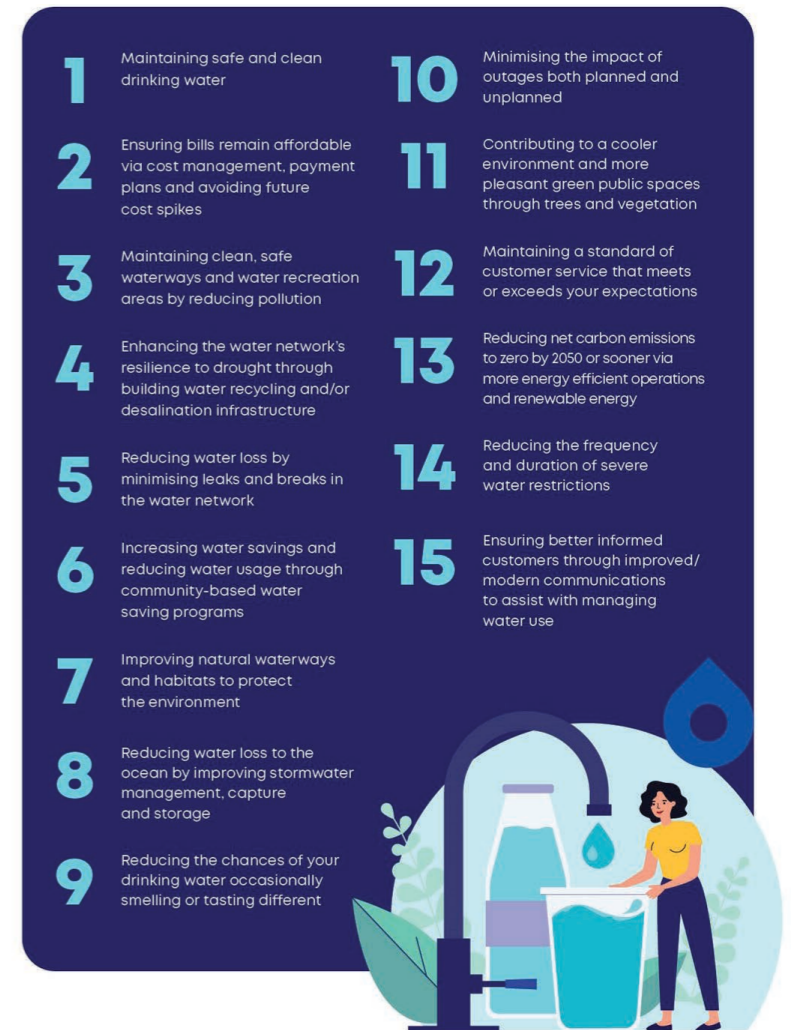 1
Maintaining safe and clean
drinking water
2
Ensuring bills remain affordable
via cost management, payment
plans and avoiding future
cost spikes
3
Maintaining clean, safe
waterways and water recreation
areas by reducing pollution
4
Enhancing the water network's
resilience to drought through
building water recycling and/or
desalination infrastructure
5
Reducing water loss by
minimising leaks and breaks in
the water network
6
Increasing water savings and
reducing water usage through
community-based water
saving programs
7
Improving natural waterways
and habitats to protect
the environment
8
Reducing water loss to the
ocean by improving stormwater
management, capture
and storage
9
Reducing the chances of your
drinking water occasionally
smelling or tasting different
10
Minimising the impact of
outages both planned and
unplanned
11
Contributing to a cooler
environment and more
pleasant green public spaces
through trees and vegetation
12
Maintaining a standard of
customer service that meets
or exceeds your expectations
13
Reducing net carbon emissions
to zero by 2050 or sooner via
more energy efficient operations
and renewable energy
14
Reducing the frequency
and duration of severe
water restrictions
15
Ensuring better informed
customers through improved/
modern communications
to assist with managing
water use